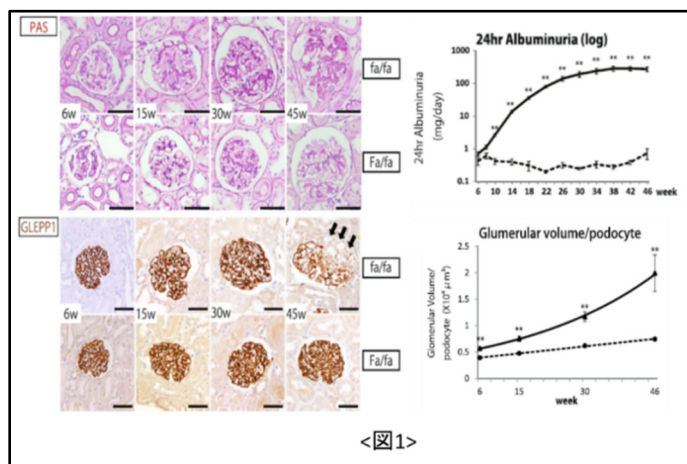 PAS
6w
15w
30w
45w
fa/fa
Fa/fa
GLEPP1
6w
15w
30w
45w
fa/fa
Fa/fa
24hr Albuminuria (log)
24hr Albuminuria
(mg/day)
1000
100
10
1
0.1
** ** ** ** ** ** ** ** ** **
6 10 14 18 22 26 30 34 38 42 46
week
Glumerular volume/podocyte
Glomerular Volume/
podocyte (X10⁴μm³)
2.5
2
1.5
1
0.5
0
** ** ** **
6 15 30 46
week
<図1>